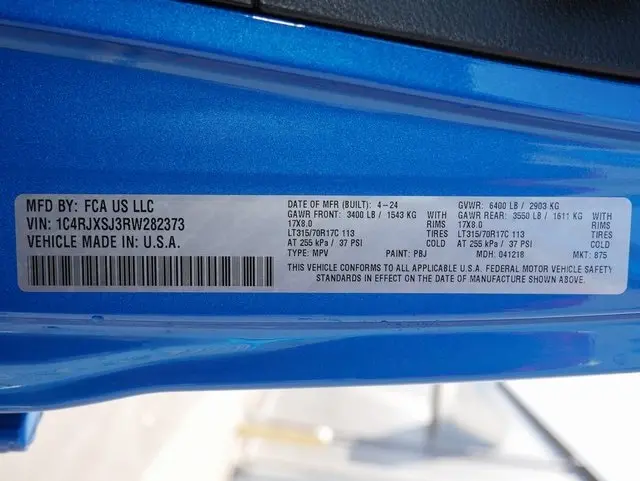 MFD BY: FCA US LLC
VIN: 1C4RJXSJ3RW282373
VEHICLE MADE IN U.S.A.
DATE OF MFR (BUILT): 4-24
GAWR FRONT: 3400 LB / 1543 KG WITH
17X8.0 RIMS
LT315/70R17C 113 TIRES
AT 255 kPa / 37 PSI COLD
TYPE: MPV PAINT: PBJ
GVWR: 6400 LB / 2903 KG
GAWR REAR: 3550 LB / 1611 KG WITH
17X8.0 RIMS
LT315/70R17C 113 TIRES
AT 255 kPa / 37 PSI COLD
MDH: 041218 MKT: 875
THIS VEHICLE CONFORMS TO ALL APPLICABLE U.S.A. FEDERAL MOTOR VEHICLE SAFETY
STANDARDS IN EFFECT ON THE DATE OF MANUFACTURE SHOWN ABOVE.